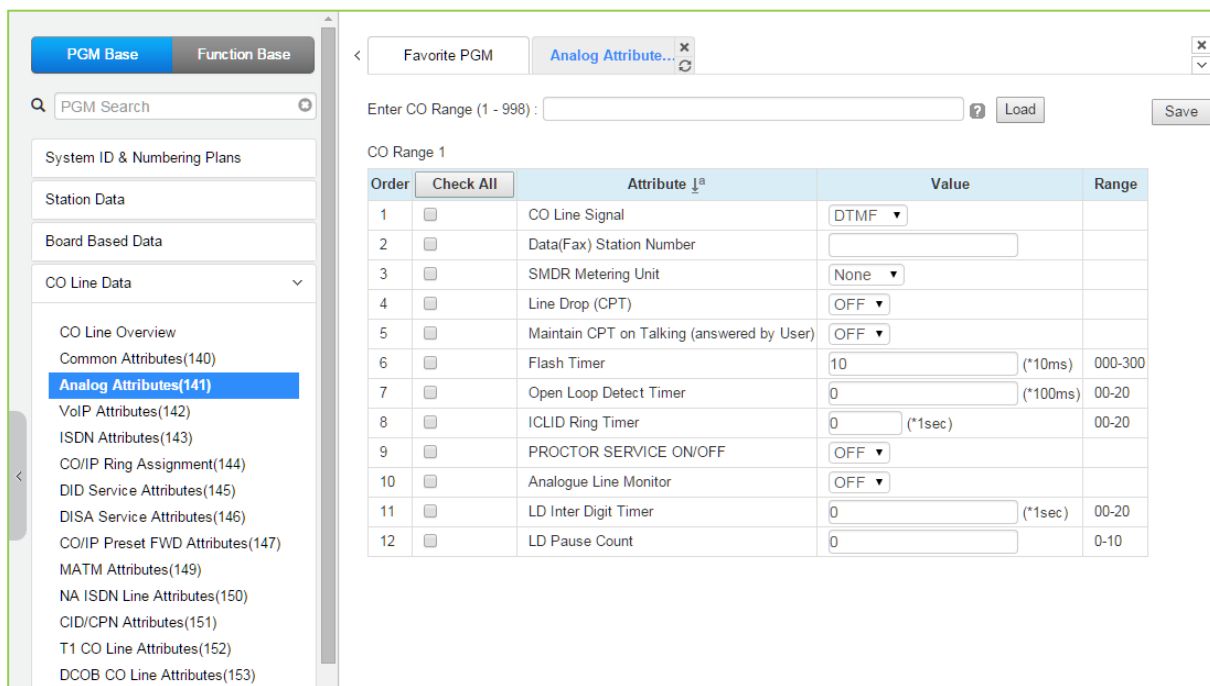 PGM Base Function Base
PGM Search
System ID & Numbering Plans
Station Data
Board Based Data
CO Line Data
CO Line Overview
Common Attributes(140)
Analog Attributes(141)
VoIP Attributes(142)
ISDN Attributes(143)
CO/IP Ring Assignment(144)
DID Service Attributes(145)
DISA Service Attributes(146)
CO/IP Preset FWD Attributes(147)
MATM Attributes(149)
NA ISDN Line Attributes(150)
CID/CPN Attributes(151)
T1 CO Line Attributes(152)
DCOB CO Line Attributes(153)
Favorite PGM Analog Attribute...
Enter CO Range (1 - 998) : Load Save
CO Range 1
Order Check All Attribute a Value Range
1 CO Line Signal DTMF
2 Data(Fax) Station Number
3 SMDR Metering Unit None
4 Line Drop (CPT) OFF
5 Maintain CPT on Talking (answered by User) OFF
6 Flash Timer 10 (*10ms) 000-300
7 Open Loop Detect Timer 0 (*100ms) 00-20
8 ICLID Ring Timer 0 (*1sec) 00-20
9 PROCTOR SERVICE ON/OFF OFF
10 Analogue Line Monitor OFF
11 LD Inter Digit Timer 0 (*1sec) 00-20
12 LD Pause Count 0 0-10